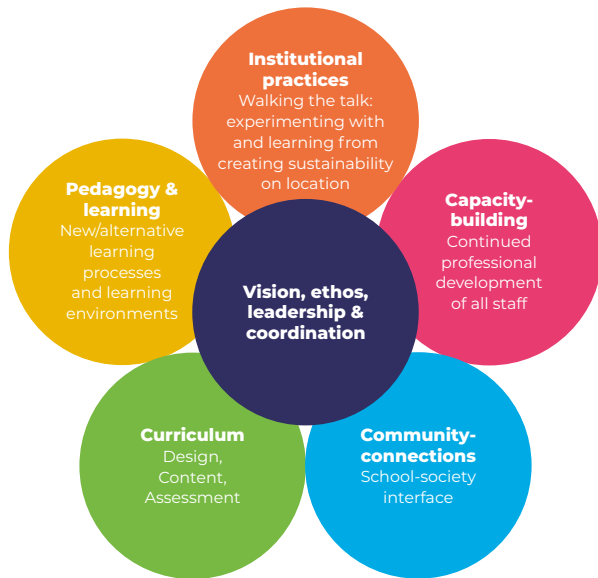 Institutional
practices
Walking the talk:
experimenting with
and learning from
creating sustainability
on location
Pedagogy &
learning
New/alternative
learning
processes
and learning
environments
Capacity-
building
Continued
professional
development
of all staff
Vision, ethos,
leadership &
coordination
Curriculum
Design,
Content,
Assessment
Community-
connections
School-society
interface